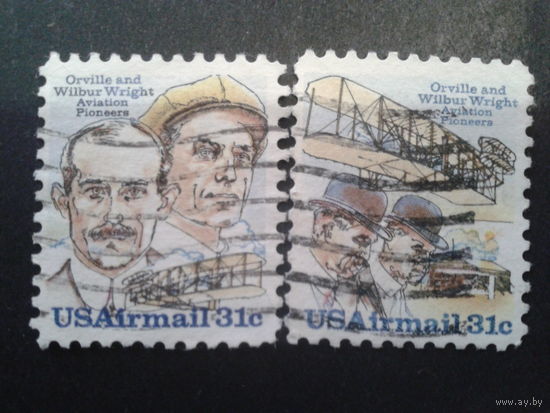 Orville and
Wilbur Wright
Aviation
Pioneers
USAirmail 31c
Orville and
Wilbur Wright
Aviation
Pioneers
USAirmail 31c
© www.ay.by